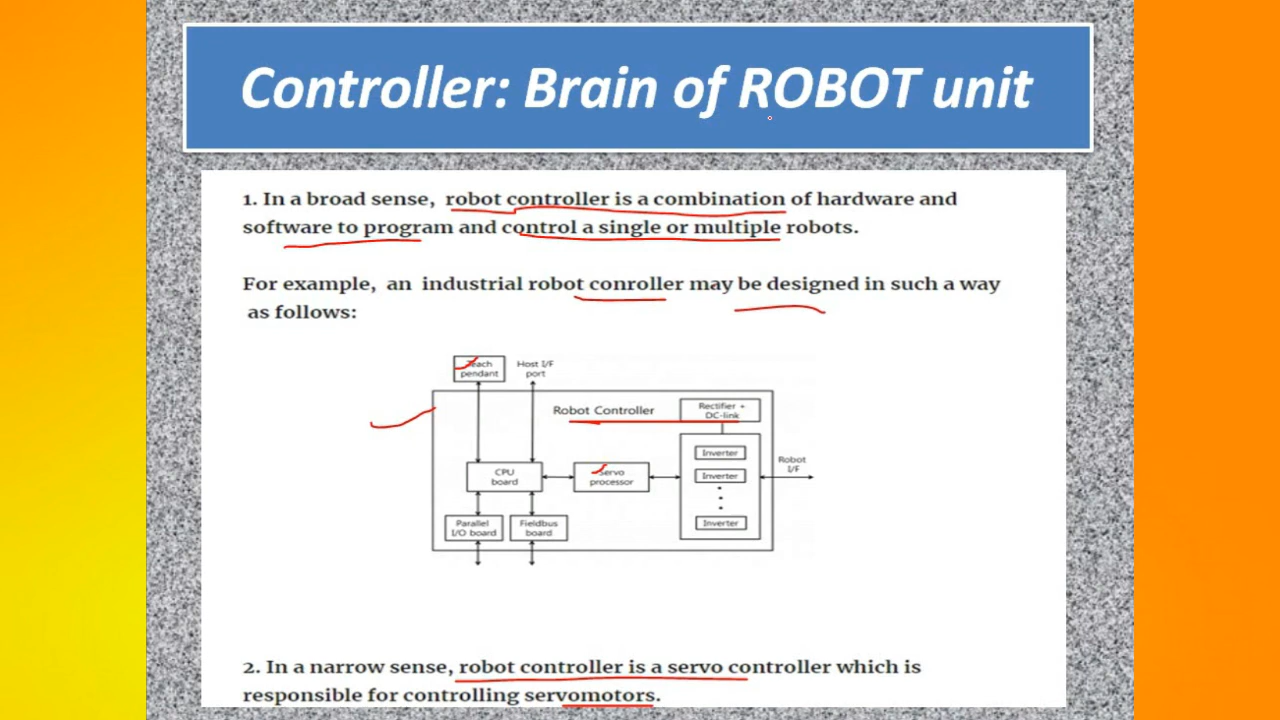 Controller: Brain of ROBOT unit
1. In a broad sense, robot controller is a combination of hardware and
software to program and control a single or multiple robots.
For example, an industrial robot conroller may be designed in such a way
as follows:
Teach
pendant
Host I/F
port
Robot Controller
Rectifier +
DC-link
Inverter
CPU
board
Servo
processor
Inverter
Robot
I/F
Inverter
Parallel
I/O board
Fieldbus
board
2. In a narrow sense, robot controller is a servo controller which is
responsible for controlling servomotors.